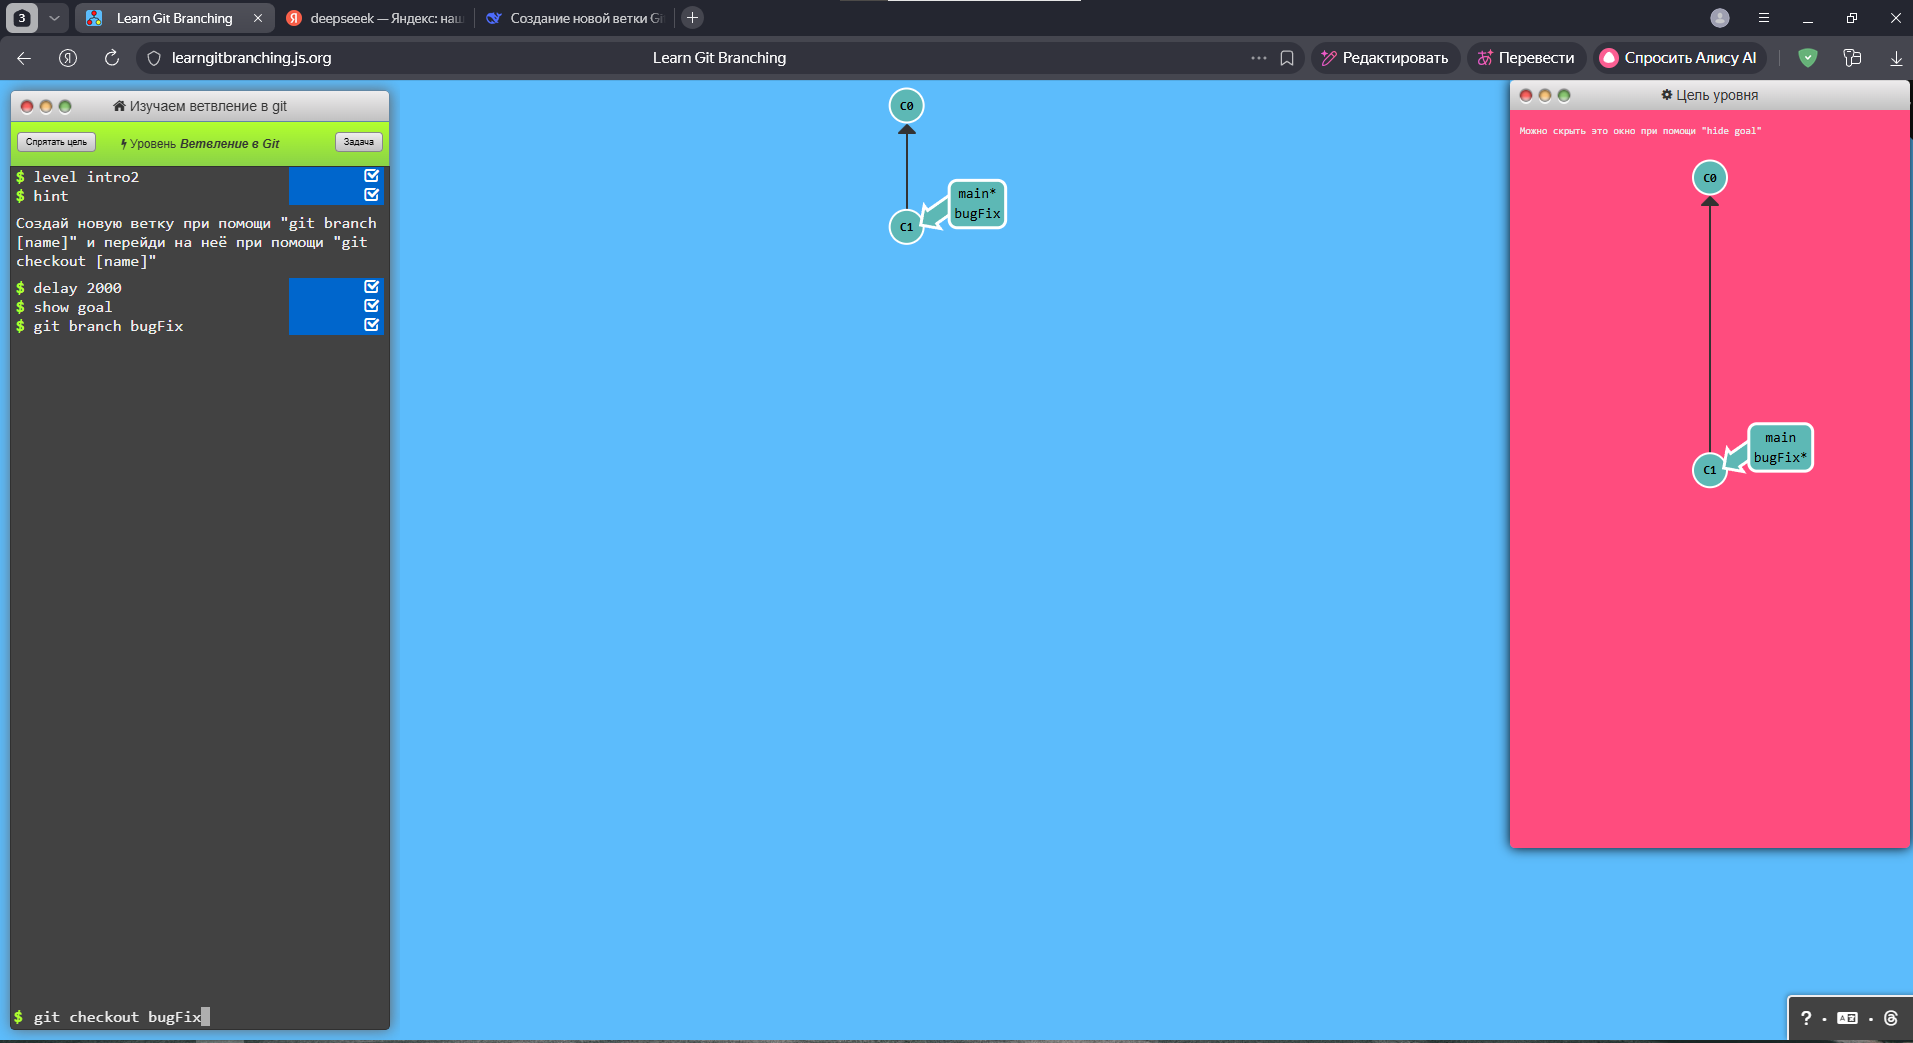 3
Learn Git Branching
deepseeek — Яндекс: наш
Создание новой ветки Gi
learngitbranching.js.org
Learn Git Branching
Редактировать
Перевести
Спросить Алису AI
Изучаем ветвление в git
Спрятать цель
Уровень Ветвление в Git
Задача
$ level intro2
$ hint
Создай новую ветку при помощи "git branch
[name]" и перейди на неё при помощи "git
checkout [name]"
$ delay 2000
$ show goal
$ git branch bugFix
$ git checkout bugFix
C0
main*
bugFix
C1
Цель уровня
Можно скрыть это окно при помощи "hide goal"
C0
main
bugFix*
C1
?